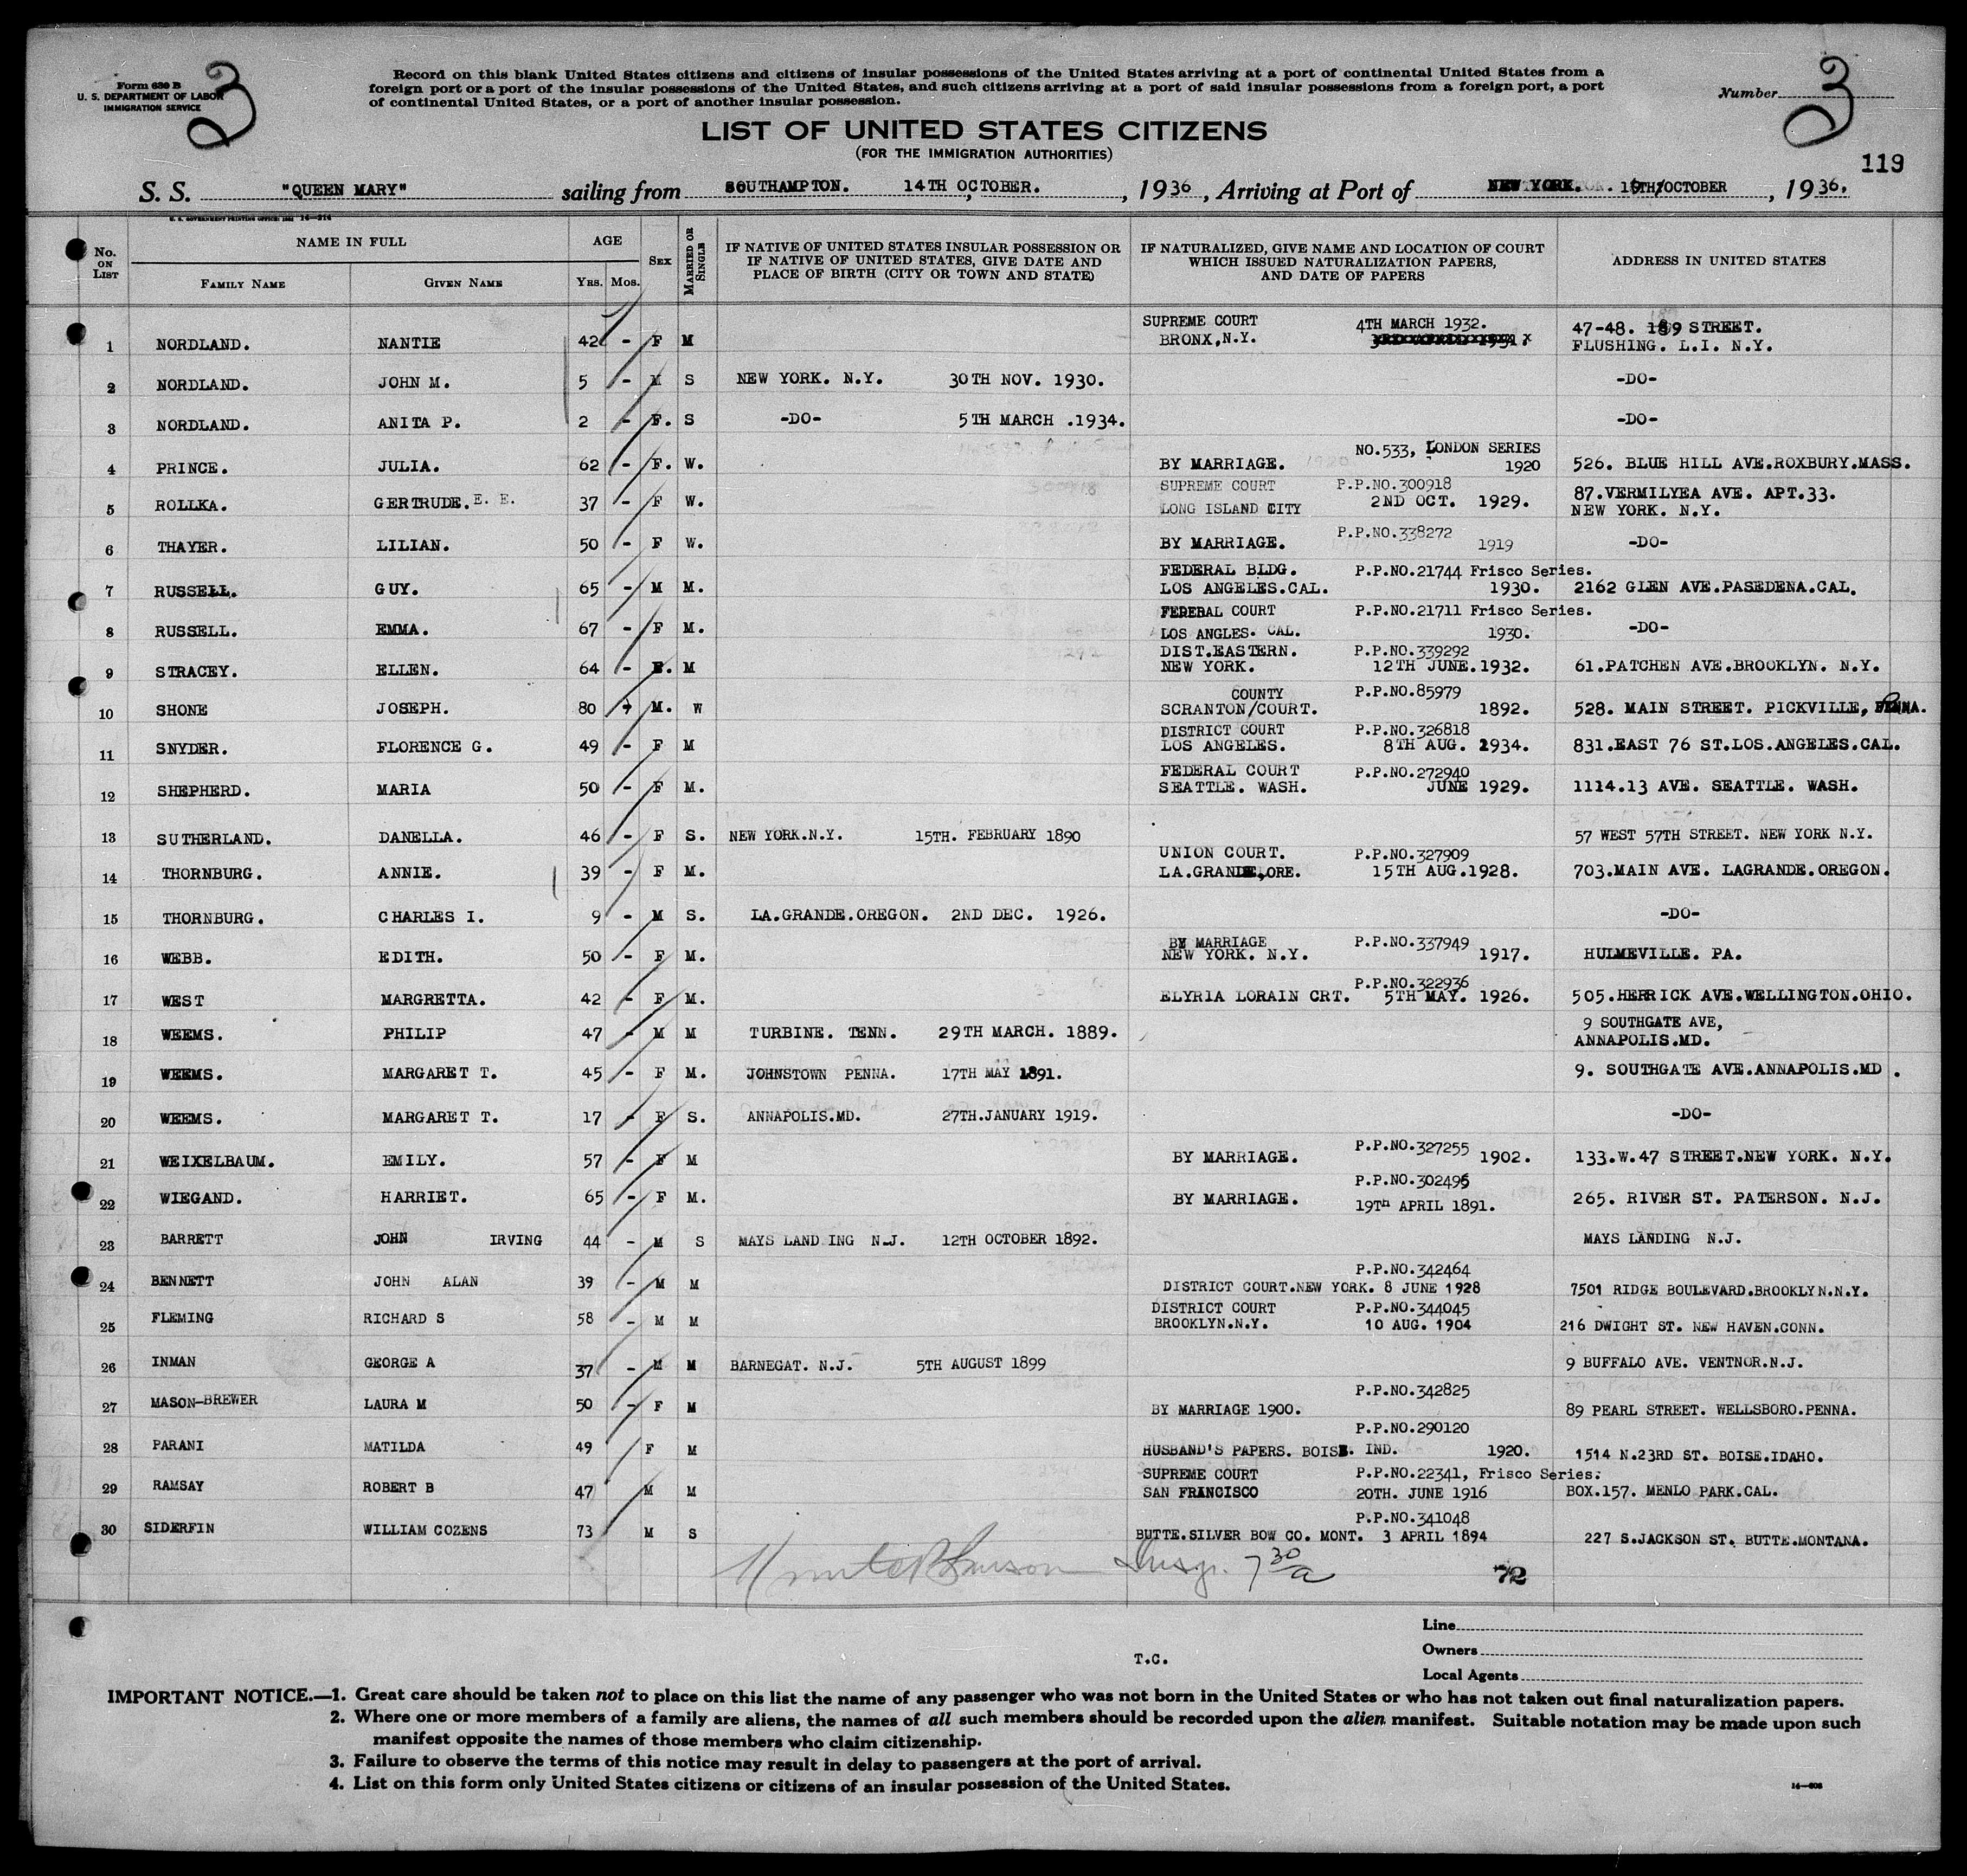 Form 630 B
U. S. DEPARTMENT OF LABOR
IMMIGRATION SERVICE
3
Record on this blank United States citizens and citizens of insular possessions of the United States arriving at a port of continental United States from a
foreign port or a port of the insular possessions of the United States, and such citizens arriving at a port of said insular possessions from a foreign port, a port
of continental United States, or a port of another insular possession.
Number
3
LIST OF UNITED STATES CITIZENS
(FOR THE IMMIGRATION AUTHORITIES)
119
S. S. "QUEEN MARY" sailing from SOUTHAMPTON. 14TH OCTOBER. , 1936, Arriving at Port of NEW YORK. OCTOBER , 1936.
U. S. GOVERNMENT PRINTING OFFICE
No. ON LIST
NAME IN FULL
FAMILY NAME
GIVEN NAME
AGE
YRS. MOS.
SEX
MARRIED OR SINGLE
IF NATIVE OF UNITED STATES INSULAR POSSESSION OR
IF NATIVE OF UNITED STATES, GIVE DATE AND
PLACE OF BIRTH (CITY OR TOWN AND STATE)
IF NATURALIZED, GIVE NAME AND LOCATION OF COURT
WHICH ISSUED NATURALIZATION PAPERS,
AND DATE OF PAPERS
ADDRESS IN UNITED STATES
SUPREME COURT 4TH MARCH 1932. 47-48. 189 STREET.
1 NORDLAND. NANTIE 42 - F M BRONX,N.Y. FLUSHING. L.I. N.Y.
2 NORDLAND. JOHN M. 5 - M S NEW YORK. N.Y. 30TH NOV. 1930. -DO-
3 NORDLAND. ANITA P. 2 - F. S -DO- 5TH MARCH .1934. -DO-
NO.533, LONDON SERIES
4 PRINCE. JULIA. 62 - F. W. BY MARRIAGE. 1920 526. BLUE HILL AVE.ROXBURY.MASS.
SUPREME COURT P.P.NO.300918 87.VERMILYEA AVE. APT.33.
5 ROLLKA. GERTRUDE.E. E. 37 - F W. LONG ISLAND CITY 2ND OCT. 1929. NEW YORK. N.Y.
P.P.NO.338272
6 THAYER. LILIAN. 50 - F W. BY MARRIAGE. 1919 -DO-
FEDERAL BLDG. P.P.NO.21744 Frisco Series.
7 RUSSELL. GUY. 65 - M M. LOS ANGELES.CAL. 1930. 2162 GLEN AVE.PASEDENA.CAL.
FEDERAL COURT P.P.NO.21711 Frisco Series.
8 RUSSELL. EMMA. 67 - F M. LOS ANGLES. CAL. 1930. -DO-
DIST.EASTERN. P.P.NO.339292
9 STRACEY. ELLEN. 64 - F. M NEW YORK. 12TH JUNE.1932. 61.PATCHEN AVE.BROOKLYN. N.Y.
COUNTY P.P.NO.85979
10 SHONE JOSEPH. 80 - M. W SCRANTON/COURT. 1892. 528. MAIN STREET. PICKVILLE, PENNA.
DISTRICT COURT P.P.NO.326818
11 SNYDER. FLORENCE G. 49 - F M LOS ANGELES. 8TH AUG. 1934. 831.EAST 76 ST.LOS.ANGELES.CAL.
FEDERAL COURT P.P.NO.272940
12 SHEPHERD. MARIA 50 - F M. SEATTLE. WASH. JUNE 1929. 1114.13 AVE. SEATTLE. WASH.
13 SUTHERLAND. DANELLA. 46 - F S. NEW YORK.N.Y. 15TH. FEBRUARY 1890 57 WEST 57TH STREET. NEW YORK N.Y.
UNION COURT. P.P.NO.327909
14 THORNBURG. ANNIE. 39 - F M. LA.GRANDE,ORE. 15TH AUG.1928. 703.MAIN AVE. LAGRANDE.OREGON.
15 THORNBURG. CHARLES I. 9 - M S. LA.GRANDE.OREGON. 2ND DEC. 1926. -DO-
BY MARRIAGE P.P.NO.337949
16 WEBB. EDITH. 50 - F M. NEW YORK. N.Y. 1917. HULMEVILLE. PA.
P.P.NO.322936
17 WEST MARGRETTA. 42 - F M. ELYRIA LORAIN CRT. 5TH MAY. 1926. 505.HERRICK AVE.WELLINGTON.OHIO.
18 WEEMS. PHILIP 47 - M M TURBINE. TENN. 29TH MARCH. 1889. 9 SOUTHGATE AVE,
ANNAPOLIS.MD.
19 WEEMS. MARGARET T. 45 - F M. JOHNSTOWN PENNA. 17TH MAY 1891. 9. SOUTHGATE AVE.ANNAPOLIS.MD .
20 WEEMS. MARGARET T. 17 - F S. ANNAPOLIS.MD. 27TH.JANUARY 1919. -DO-
P.P.NO.327255
21 WEIXELBAUM. EMILY. 57 - F M BY MARRIAGE. 1902. 133.W.47 STREET.NEW YORK. N.Y.
P.P.NO.302495
22 WIEGAND. HARRIET. 65 - F M. BY MARRIAGE. 19Th APRIL 1891. 265. RIVER ST. PATERSON. N.J.
23 BARRETT JOHN IRVING 44 - M S MAYS LAND ING N.J. 12TH OCTOBER 1892. MAYS LANDING N.J.
P.P.NO.342464
24 BENNETT JOHN ALAN 39 - M M DISTRICT COURT.NEW YORK. 8 JUNE 1928 7501 RIDGE BOULEVARD.BROOKLYN.N.Y.
DISTRICT COURT P.P.NO.344045
25 FLEMING RICHARD S 58 - M M BROOKLYN.N.Y. 10 AUG. 1904 216 DWIGHT ST. NEW HAVEN.CONN.
26 INMAN GEORGE A 37 - M M BARNEGAT. N.J. 5TH AUGUST 1899 9 BUFFALO AVE. VENTNOR.N.J.
P.P.NO.342825
27 MASON-BREWER LAURA M 50 - F M BY MARRIAGE 1900. 89 PEARL STREET. WELLSBORO.PENNA.
P.P.NO.290120
28 PARANI MATILDA 49 F M HUSBAND'S PAPERS. BOISE. IND. 1920. 1514 N.23RD ST. BOISE.IDAHO.
SUPREME COURT P.P.NO.22341, Frisco Series.
29 RAMSAY ROBERT B 47 M M SAN FRANCISCO 20TH. JUNE 1916 BOX.157. MENLO PARK.CAL.
P.P.NO.341048
30 SIDERFIN WILLIAM COZENS 73 M S BUTTE.SILVER BOW CO. MONT. 3 APRIL 1894 227 S.JACKSON ST. BUTTE.MONTANA.
Insp. 7 30 a
72
Line
Owners
T.C.
Local Agents
IMPORTANT NOTICE.—1. Great care should be taken not to place on this list the name of any passenger who was not born in the United States or who has not taken out final naturalization papers.
2. Where one or more members of a family are aliens, the names of all such members should be recorded upon the alien manifest. Suitable notation may be made upon such
manifest opposite the names of those members who claim citizenship.
3. Failure to observe the terms of this notice may result in delay to passengers at the port of arrival.
4. List on this form only United States citizens or citizens of an insular possession of the United States.